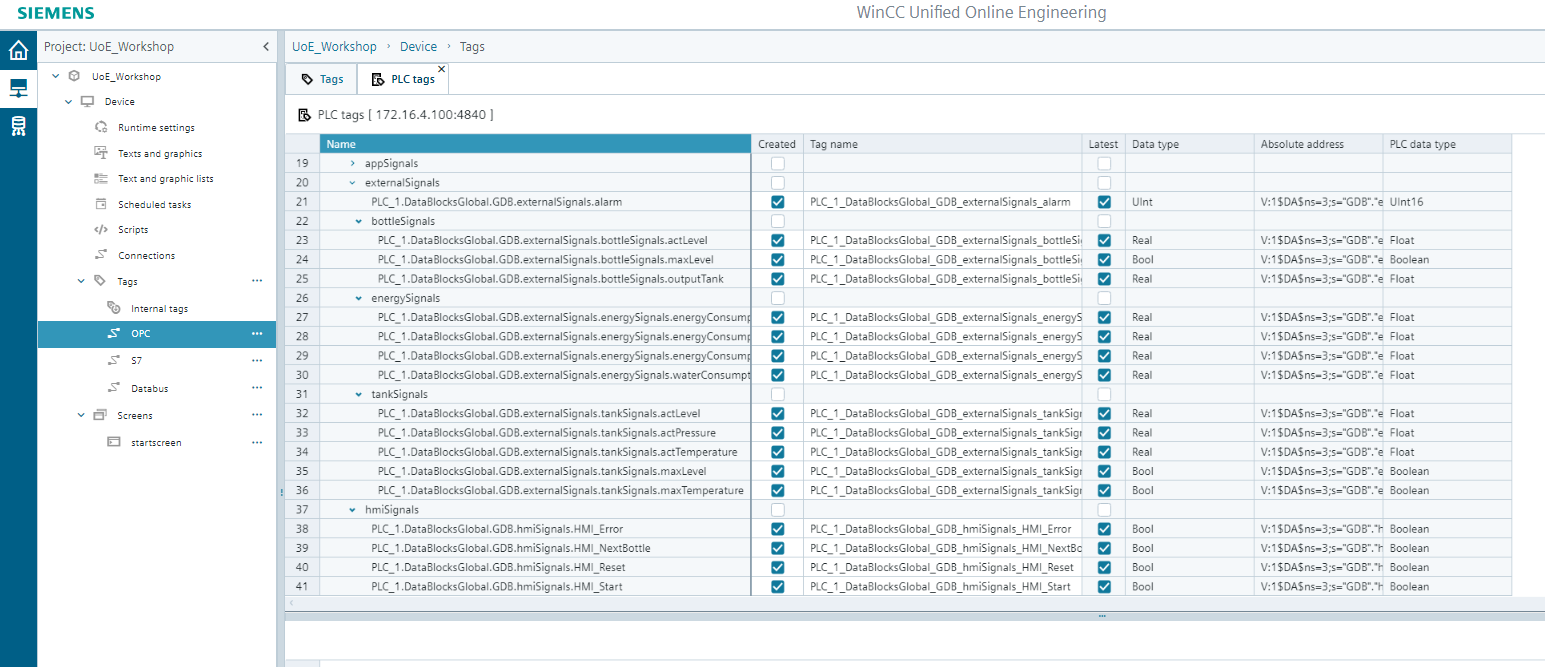 SIEMENS
WinCC Unified Online Engineering
Project: UoE_Workshop
UoE_Workshop
Device
Runtime settings
Texts and graphics
Text and graphic lists
Scheduled tasks
Scripts
Connections
Tags
Internal tags
OPC
S7
Databus
Screens
startscreen
UoE_Workshop › Device › Tags
Tags PLC tags
PLC tags [ 172.16.4.100:4840 ]
Name Created Tag name Latest Data type Absolute address PLC data type
19 appSignals
20 externalSignals
21 PLC_1.DataBlocksGlobal.GDB.externalSignals.alarm PLC_1_DataBlocksGlobal_GDB_externalSignals_alarm UInt V:1$DA$ns=3;s="GDB"."e UInt16
22 bottleSignals
23 PLC_1.DataBlocksGlobal.GDB.externalSignals.bottleSignals.actLevel PLC_1_DataBlocksGlobal_GDB_externalSignals_bottleSi Real V:1$DA$ns=3;s="GDB"."e Float
24 PLC_1.DataBlocksGlobal.GDB.externalSignals.bottleSignals.maxLevel PLC_1_DataBlocksGlobal_GDB_externalSignals_bottleSi Bool V:1$DA$ns=3;s="GDB"."e Boolean
25 PLC_1.DataBlocksGlobal.GDB.externalSignals.bottleSignals.outputTank PLC_1_DataBlocksGlobal_GDB_externalSignals_bottleSi Real V:1$DA$ns=3;s="GDB"."e Float
26 energySignals
27 PLC_1.DataBlocksGlobal.GDB.externalSignals.energySignals.energyConsump PLC_1_DataBlocksGlobal_GDB_externalSignals_energyS Real V:1$DA$ns=3;s="GDB"."e Float
28 PLC_1.DataBlocksGlobal.GDB.externalSignals.energySignals.energyConsump PLC_1_DataBlocksGlobal_GDB_externalSignals_energyS Real V:1$DA$ns=3;s="GDB"."e Float
29 PLC_1.DataBlocksGlobal.GDB.externalSignals.energySignals.energyConsump PLC_1_DataBlocksGlobal_GDB_externalSignals_energyS Real V:1$DA$ns=3;s="GDB"."e Float
30 PLC_1.DataBlocksGlobal.GDB.externalSignals.energySignals.waterConsumpt PLC_1_DataBlocksGlobal_GDB_externalSignals_energyS Real V:1$DA$ns=3;s="GDB"."e Float
31 tankSignals
32 PLC_1.DataBlocksGlobal.GDB.externalSignals.tankSignals.actLevel PLC_1_DataBlocksGlobal_GDB_externalSignals_tankSigr Real V:1$DA$ns=3;s="GDB"."e Float
33 PLC_1.DataBlocksGlobal.GDB.externalSignals.tankSignals.actPressure PLC_1_DataBlocksGlobal_GDB_externalSignals_tankSigr Real V:1$DA$ns=3;s="GDB"."e Float
34 PLC_1.DataBlocksGlobal.GDB.externalSignals.tankSignals.actTemperature PLC_1_DataBlocksGlobal_GDB_externalSignals_tankSigr Real V:1$DA$ns=3;s="GDB"."e Float
35 PLC_1.DataBlocksGlobal.GDB.externalSignals.tankSignals.maxLevel PLC_1_DataBlocksGlobal_GDB_externalSignals_tankSigr Bool V:1$DA$ns=3;s="GDB"."e Boolean
36 PLC_1.DataBlocksGlobal.GDB.externalSignals.tankSignals.maxTemperature PLC_1_DataBlocksGlobal_GDB_externalSignals_tankSigr Bool V:1$DA$ns=3;s="GDB"."e Boolean
37 hmiSignals
38 PLC_1.DataBlocksGlobal.GDB.hmiSignals.HMI_Error PLC_1_DataBlocksGlobal_GDB_hmiSignals_HMI_Error Bool V:1$DA$ns=3;s="GDB"."h Boolean
39 PLC_1.DataBlocksGlobal.GDB.hmiSignals.HMI_NextBottle PLC_1_DataBlocksGlobal_GDB_hmiSignals_HMI_NextBo Bool V:1$DA$ns=3;s="GDB"."h Boolean
40 PLC_1.DataBlocksGlobal.GDB.hmiSignals.HMI_Reset PLC_1_DataBlocksGlobal_GDB_hmiSignals_HMI_Reset Bool V:1$DA$ns=3;s="GDB"."h Boolean
41 PLC_1.DataBlocksGlobal.GDB.hmiSignals.HMI_Start PLC_1_DataBlocksGlobal_GDB_hmiSignals_HMI_Start Bool V:1$DA$ns=3;s="GDB"."h Boolean